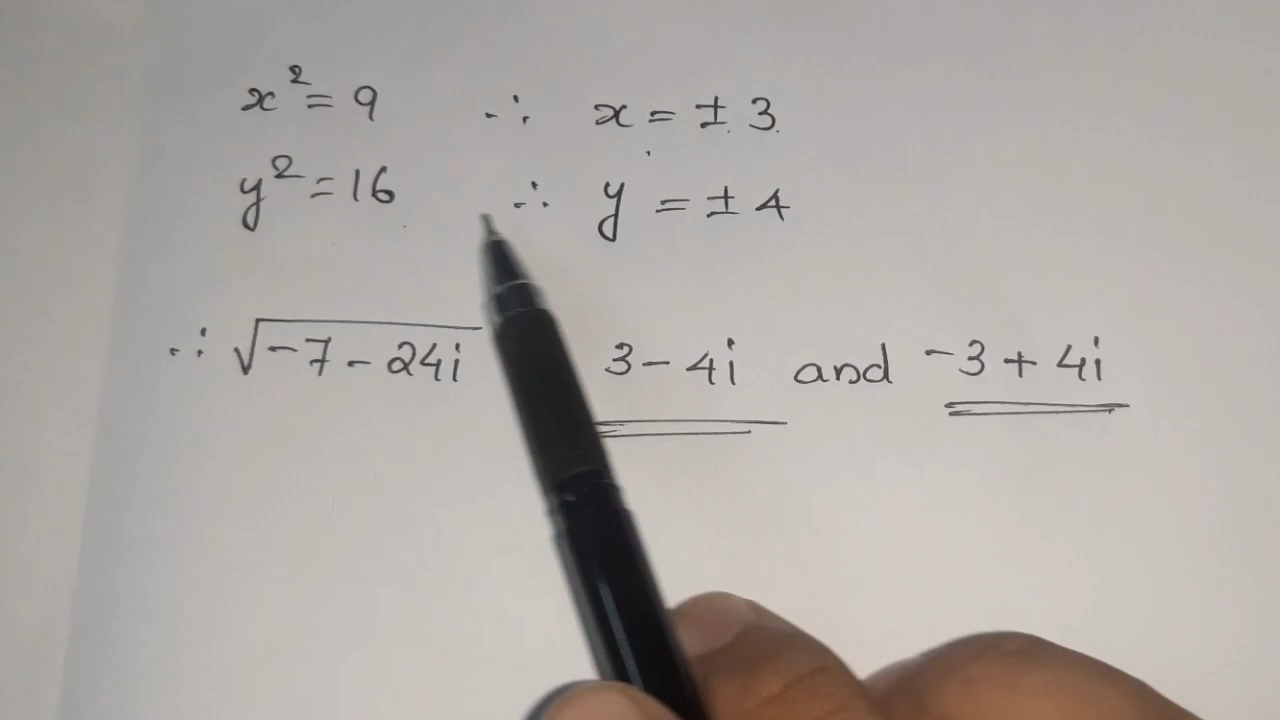 x² = 9 ∴ x = ± 3
y² = 16 ∴ y = ± 4
∴ √-7 - 24i 3 - 4i and -3 + 4i